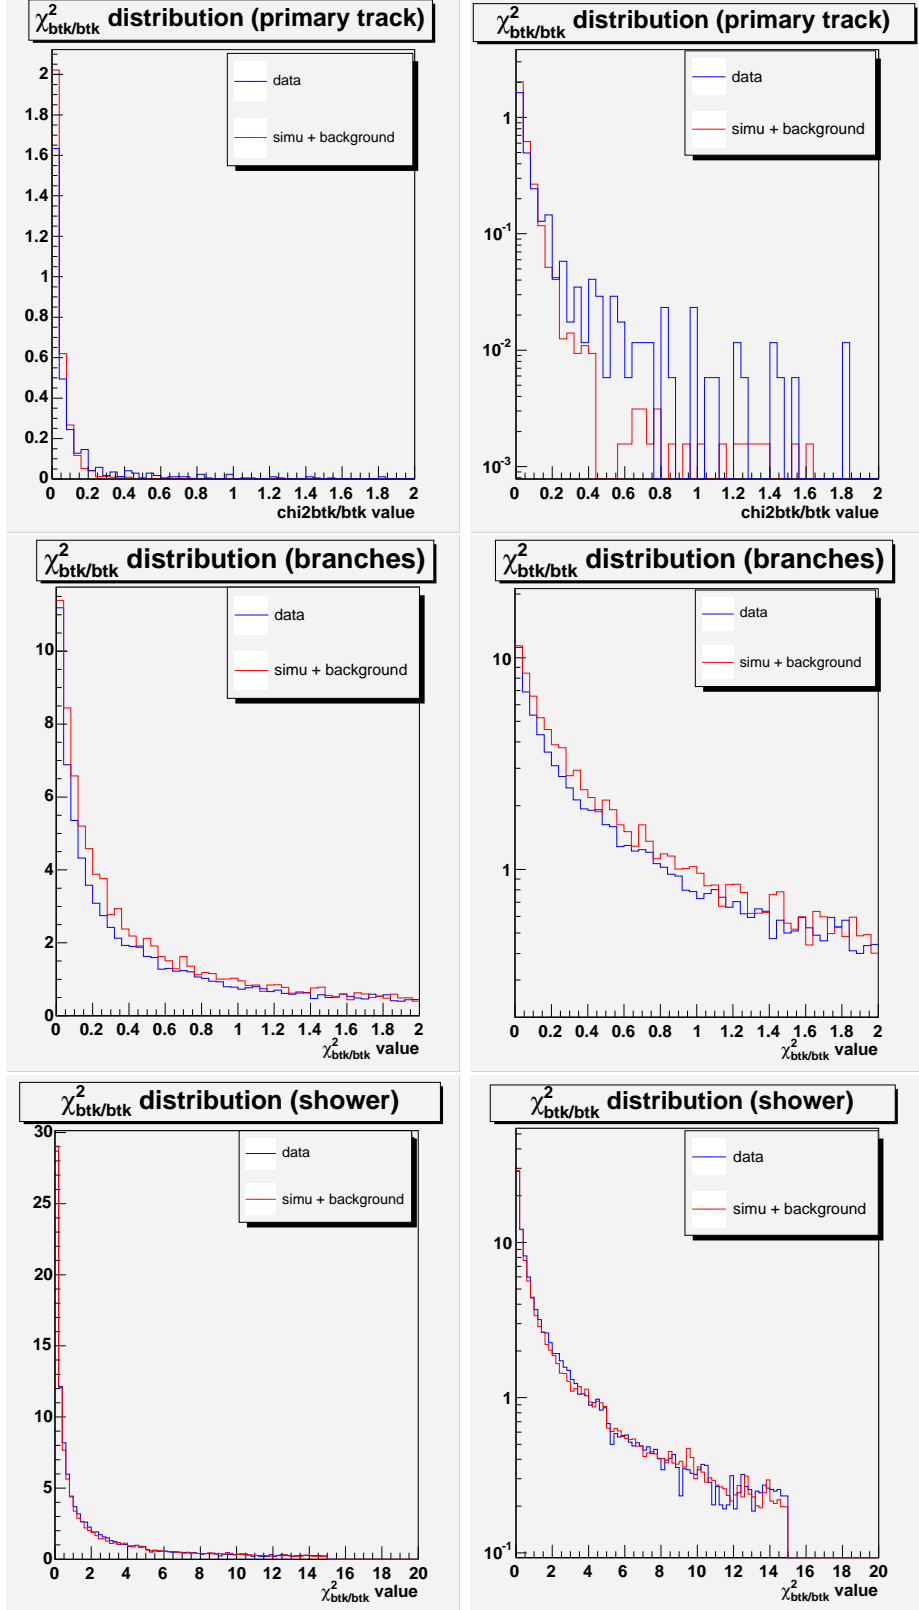 χ²btk/btk distribution (primary track)
data
simu + background
2
1.8
1.6
1.4
1.2
1
0.8
0.6
0.4
0.2
0
0 0.2 0.4 0.6 0.8 1 1.2 1.4 1.6 1.8 2
chi2btk/btk value
χ²btk/btk distribution (primary track)
data
simu + background
1
10⁻¹
10⁻²
10⁻³
0 0.2 0.4 0.6 0.8 1 1.2 1.4 1.6 1.8 2
chi2btk/btk value
χ²btk/btk distribution (branches)
data
simu + background
10
8
6
4
2
0
0 0.2 0.4 0.6 0.8 1 1.2 1.4 1.6 1.8 2
χ²btk/btk value
χ²btk/btk distribution (branches)
data
simu + background
10
1
0 0.2 0.4 0.6 0.8 1 1.2 1.4 1.6 1.8 2
χ²btk/btk value
χ²btk/btk distribution (shower)
data
simu + background
30
25
20
15
10
5
0
0 2 4 6 8 10 12 14 16 18 20
χ²btk/btk value
χ²btk/btk distribution (shower)
data
simu + background
10
1
10⁻¹
0 2 4 6 8 10 12 14 16 18 20
χ²btk/btk value